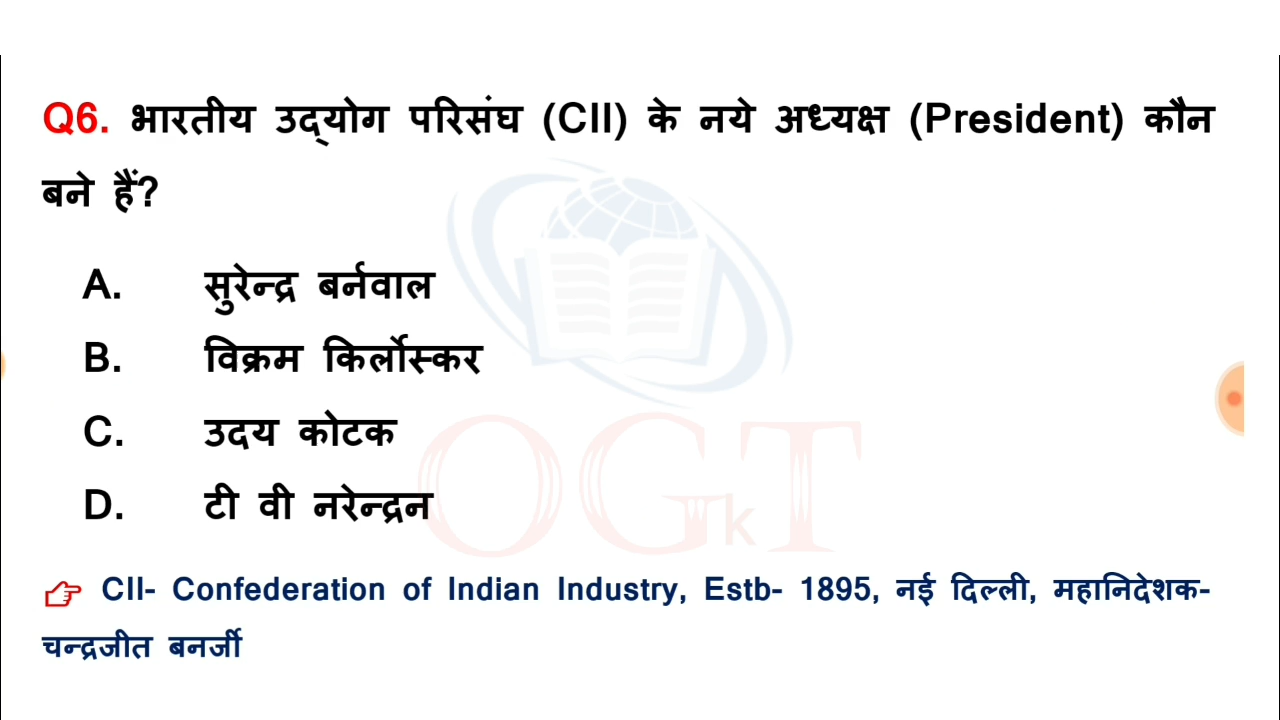 Q6. भारतीय उद्योग परिसंघ (CII) के नये अध्यक्ष (President) कौन
बने हैं?
A. सुरेन्द्र बर्नवाल
B. विक्रम किर्लोस्कर
C. उदय कोटक
D. टी वी नरेन्द्रन
OGT
k
CII- Confederation of Indian Industry, Estb- 1895, नई दिल्ली, महानिदेशक-
चन्द्रजीत बनर्जी